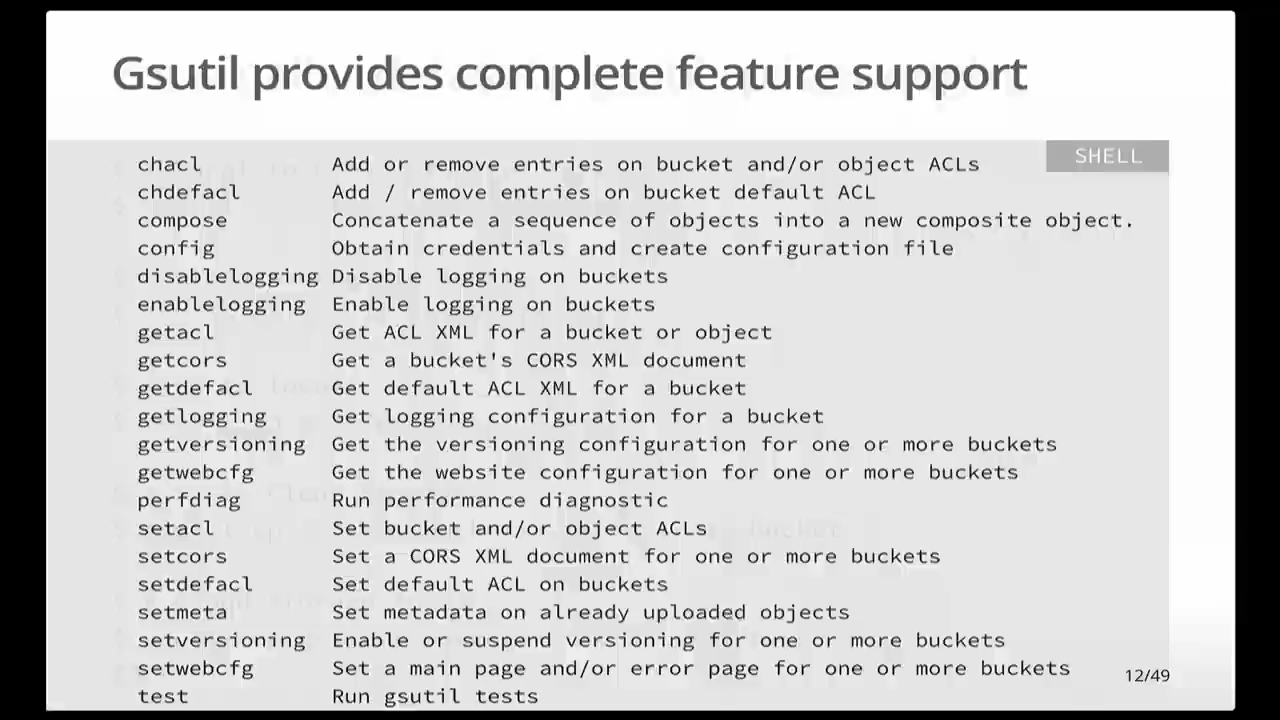 Gsutil provides complete feature support
SHELL
chacl Add or remove entries on bucket and/or object ACLs
chdefacl Add / remove entries on bucket default ACL
compose Concatenate a sequence of objects into a new composite object.
config Obtain credentials and create configuration file
disablelogging Disable logging on buckets
enablelogging Enable logging on buckets
getacl Get ACL XML for a bucket or object
getcors Get a bucket's CORS XML document
getdefacl Get default ACL XML for a bucket
getlogging Get logging configuration for a bucket
getversioning Get the versioning configuration for one or more buckets
getwebcfg Get the website configuration for one or more buckets
perfdiag Run performance diagnostic
setacl Set bucket and/or object ACLs
setcors Set a CORS XML document for one or more buckets
setdefacl Set default ACL on buckets
setmeta Set metadata on already uploaded objects
setversioning Enable or suspend versioning for one or more buckets
setwebcfg Set a main page and/or error page for one or more buckets
test Run gsutil tests
12/49